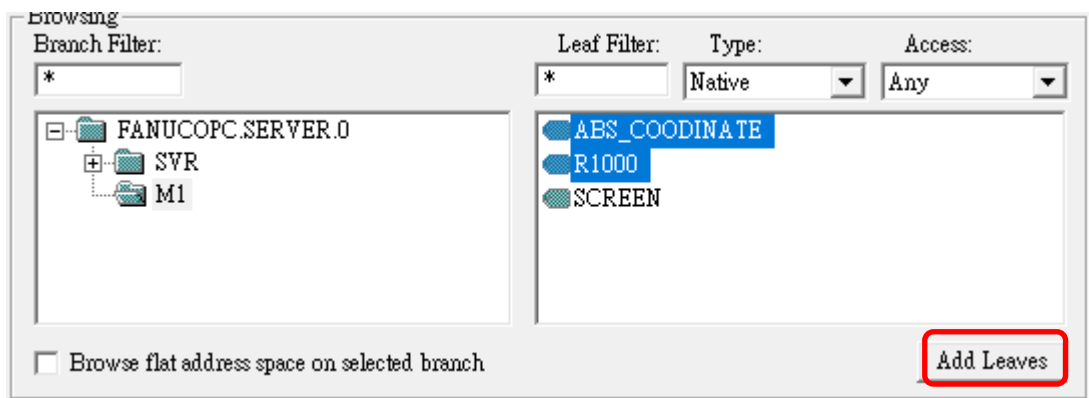 Browsing
Branch Filter:
Leaf Filter: Type: Access:
* * Native Any
FANUCOPC.SERVER.0
SVR
M1
ABS_COODINATE
R1000
SCREEN
Browse flat address space on selected branch
Add Leaves